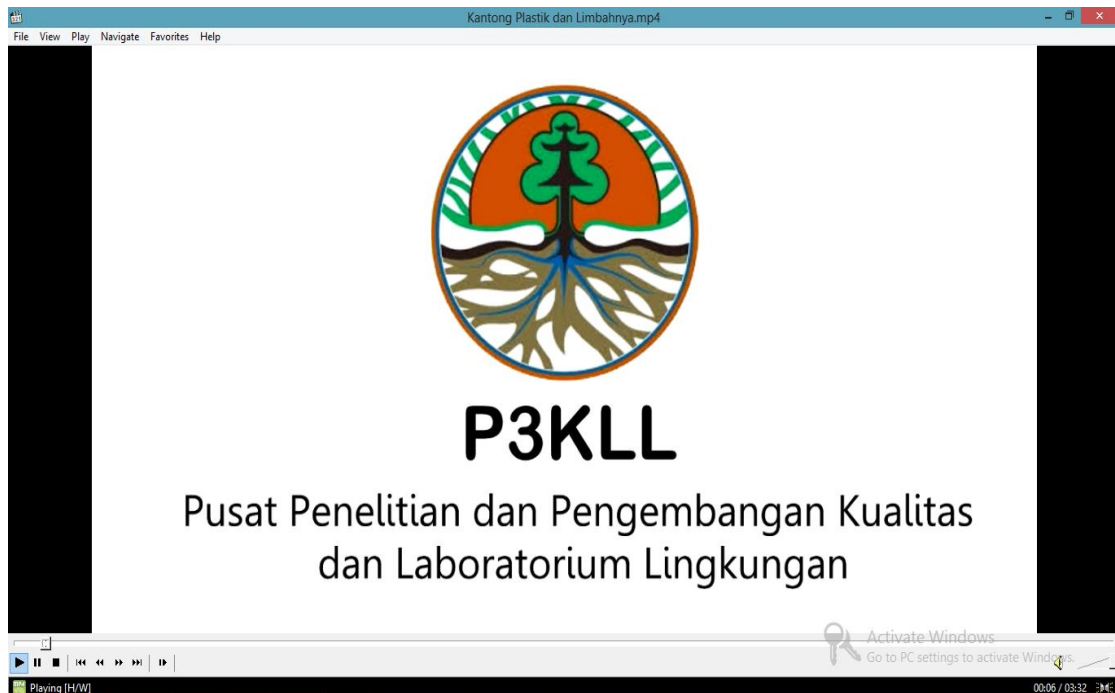 Kantong Plastik dan Limbahnya.mp4
File View Play Navigate Favorites Help
P3KLL
Pusat Penelitian dan Pengembangan Kualitas
dan Laboratorium Lingkungan
Activate Windows
Go to PC settings to activate Windows.
Playing [H/W]
00:06 / 03:32